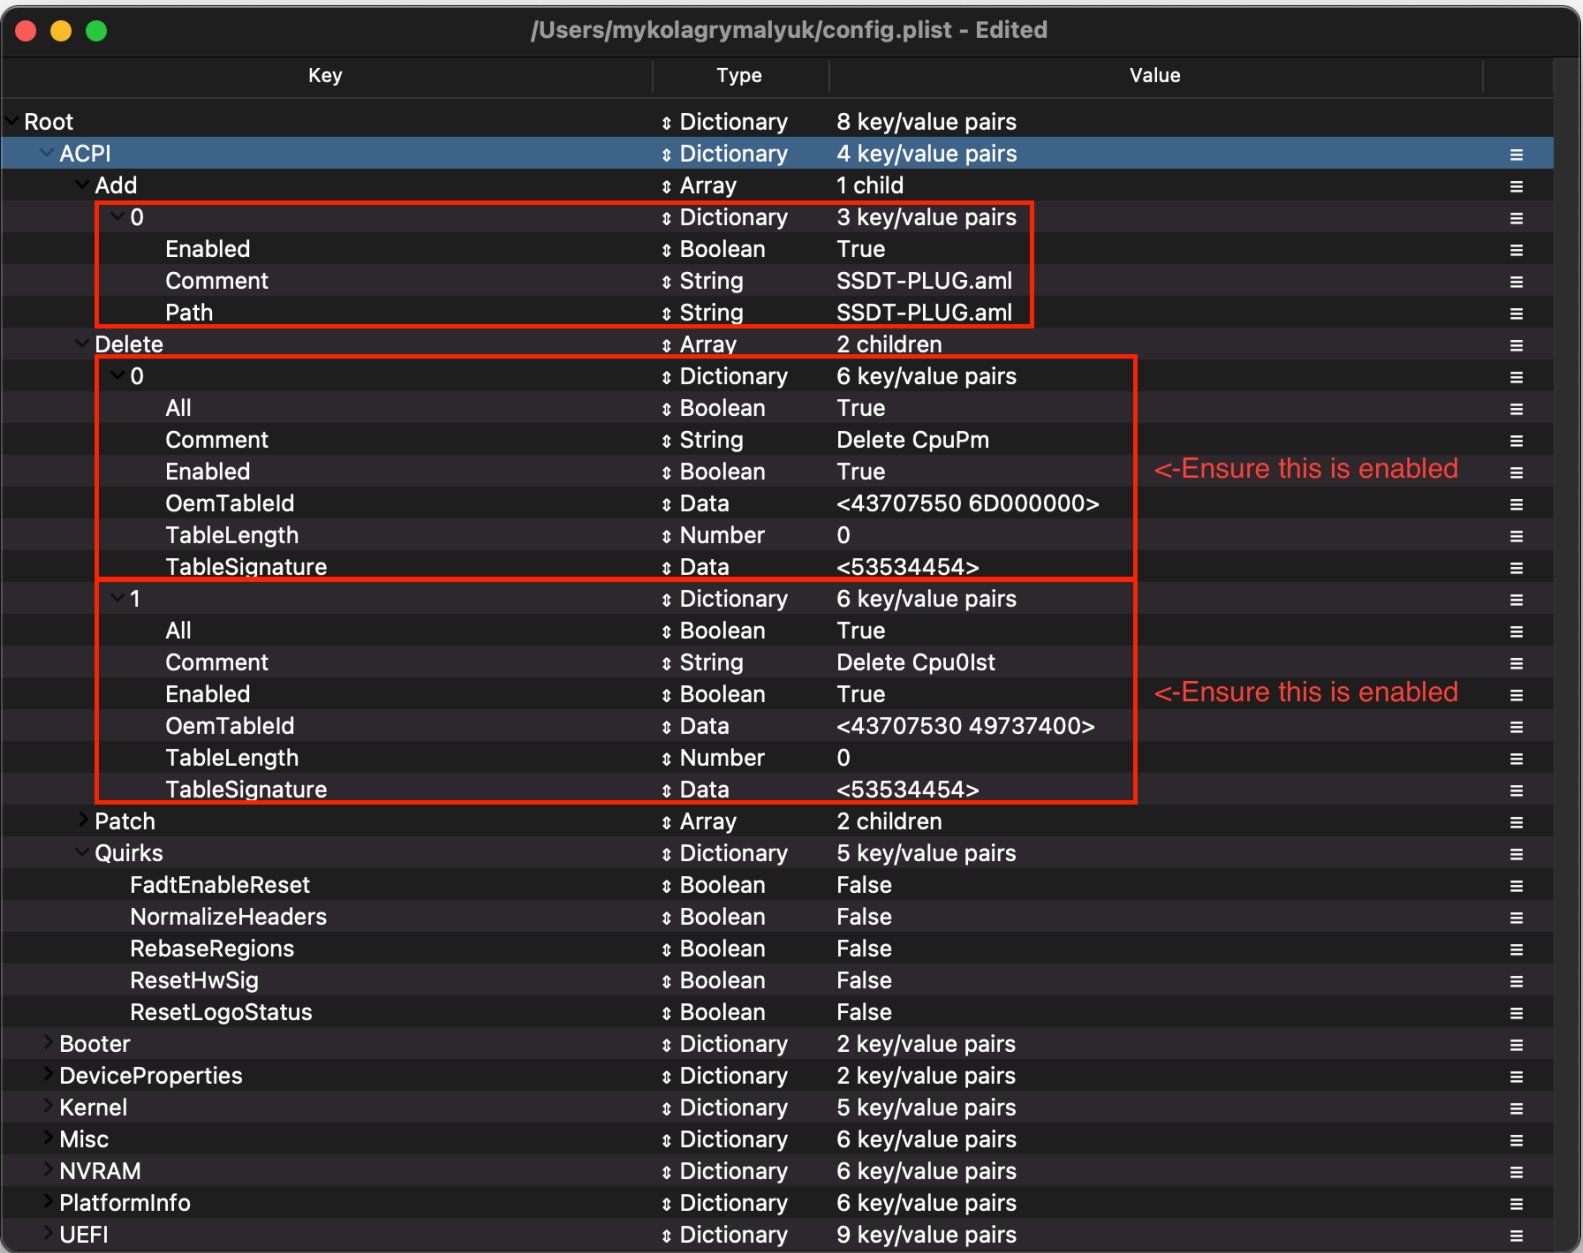 /Users/mykolagrymalyuk/config.plist - Edited
Key Type Value
Root Dictionary 8 key/value pairs
ACPI Dictionary 4 key/value pairs
Add Array 1 child
0 Dictionary 3 key/value pairs
Enabled Boolean True
Comment String SSDT-PLUG.aml
Path String SSDT-PLUG.aml
Delete Array 2 children
0 Dictionary 6 key/value pairs
All Boolean True
Comment String Delete CpuPm
Enabled Boolean True <-Ensure this is enabled
OemTableId Data <43707550 6D000000>
TableLength Number 0
TableSignature Data <53534454>
1 Dictionary 6 key/value pairs
All Boolean True
Comment String Delete Cpu0Ist
Enabled Boolean True <-Ensure this is enabled
OemTableId Data <43707530 49737400>
TableLength Number 0
TableSignature Data <53534454>
Patch Array 2 children
Quirks Dictionary 5 key/value pairs
FadtEnableReset Boolean False
NormalizeHeaders Boolean False
RebaseRegions Boolean False
ResetHwSig Boolean False
ResetLogoStatus Boolean False
Booter Dictionary 2 key/value pairs
DeviceProperties Dictionary 2 key/value pairs
Kernel Dictionary 5 key/value pairs
Misc Dictionary 6 key/value pairs
NVRAM Dictionary 6 key/value pairs
PlatformInfo Dictionary 6 key/value pairs
UEFI Dictionary 9 key/value pairs